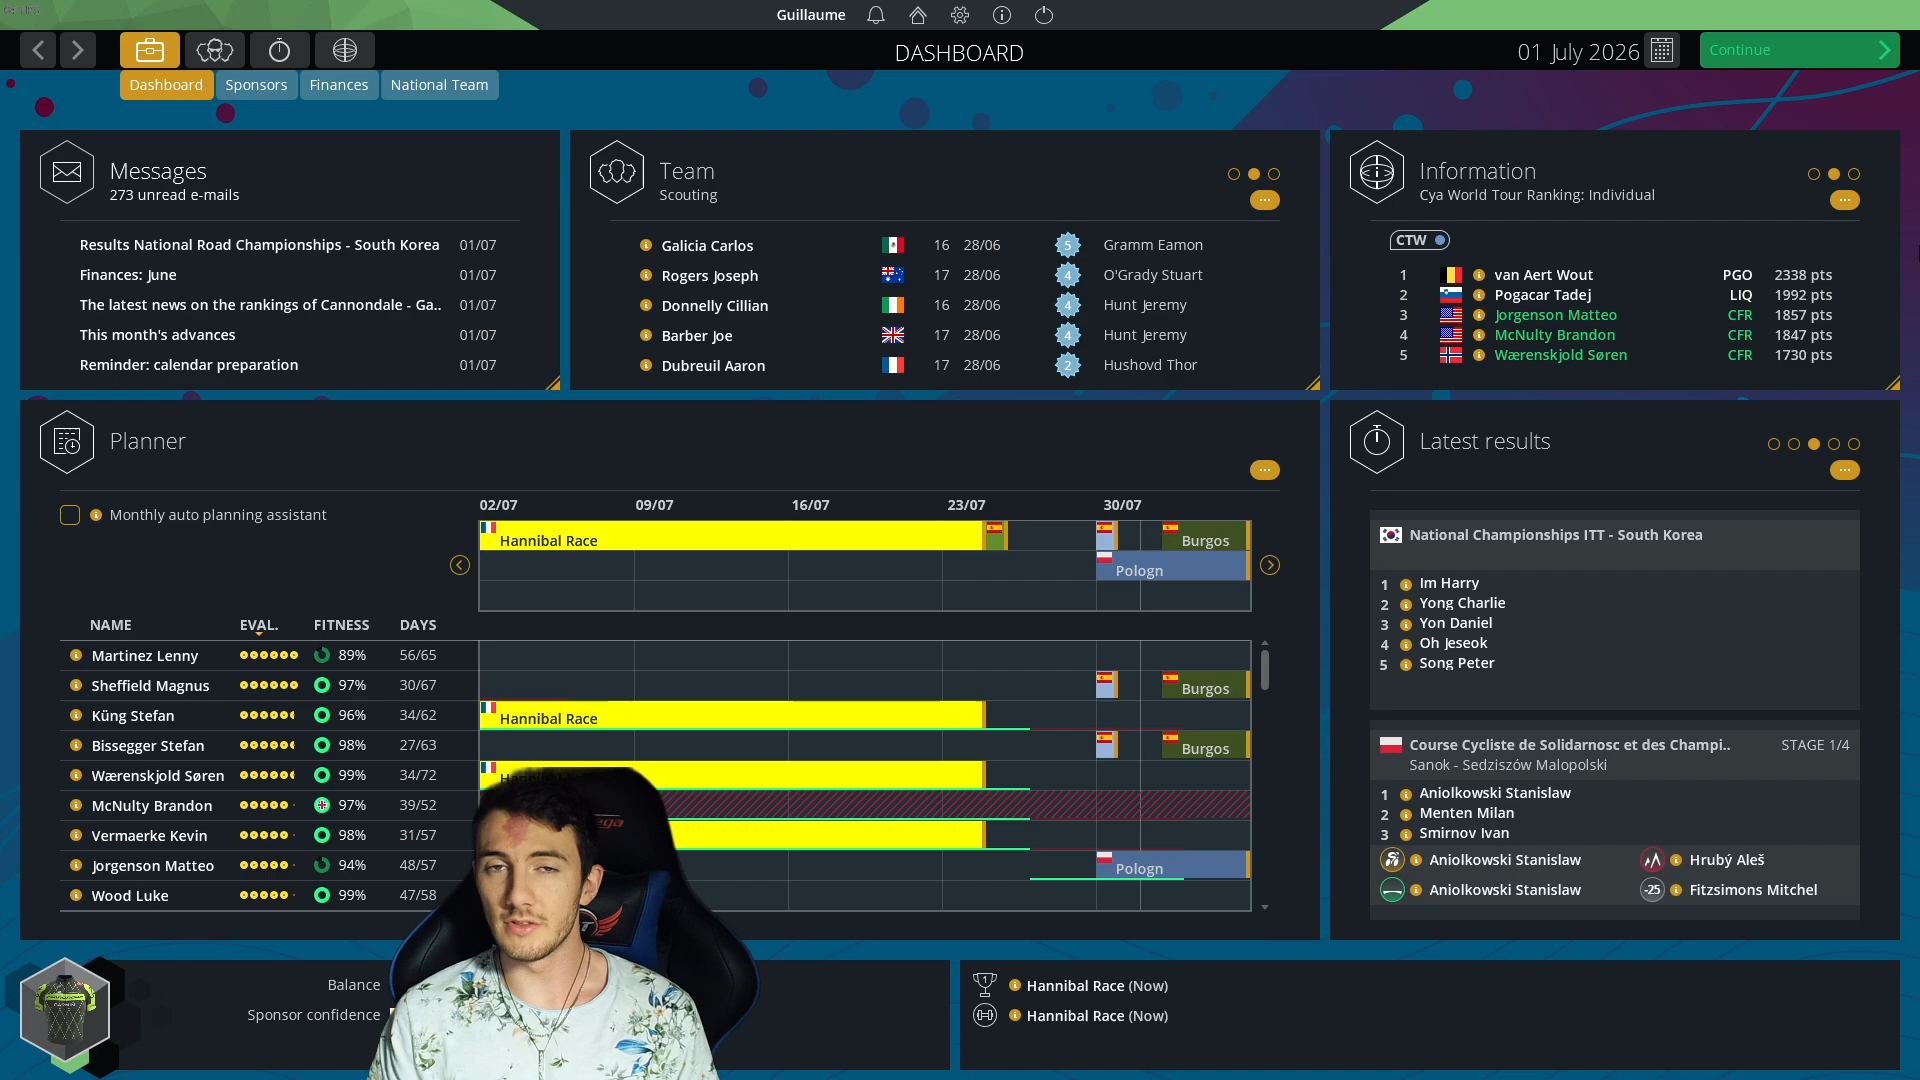 Guillaume
DASHBOARD
01 July 2026
Continue
Dashboard
Sponsors
Finances
National Team
Messages
273 unread e-mails
Results National Road Championships - South Korea 01/07
Finances: June 01/07
The latest news on the rankings of Cannondale - Ga.. 01/07
This month's advances 01/07
Reminder: calendar preparation 01/07
Team
Scouting
...
Galicia Carlos 16 28/06 5 Gramm Eamon
Rogers Joseph 17 28/06 4 O'Grady Stuart
Donnelly Cillian 16 28/06 4 Hunt Jeremy
Barber Joe 17 28/06 4 Hunt Jeremy
Dubreuil Aaron 17 28/06 2 Hushovd Thor
Information
Cya World Tour Ranking: Individual
...
CTW
1 van Aert Wout PGO 2338 pts
2 Pogacar Tadej LIQ 1992 pts
3 Jorgenson Matteo CFR 1857 pts
4 McNulty Brandon CFR 1847 pts
5 Wærenskjold Søren CFR 1730 pts
Planner
...
Monthly auto planning assistant
02/07 09/07 16/07 23/07 30/07
Hannibal Race Burgos
Pologn
NAME EVAL. FITNESS DAYS
Martinez Lenny 89% 56/65
Sheffield Magnus 97% 30/67 Burgos
Küng Stefan 96% 34/62 Hannibal Race
Bissegger Stefan 98% 27/63 Burgos
Wærenskjold Søren 99% 34/72
McNulty Brandon 97% 39/52
Vermaerke Kevin 98% 31/57
Jorgenson Matteo 94% 48/57 Pologn
Wood Luke 99% 47/58
Latest results
...
National Championships ITT - South Korea
1 Im Harry
2 Yong Charlie
3 Yon Daniel
4 Oh Jeseok
5 Song Peter
Course Cycliste de Solidarnosc et des Champi.. STAGE 1/4
Sanok - Sedziszów Malopolski
1 Aniolkowski Stanislaw
2 Menten Milan
3 Smirnov Ivan
Aniolkowski Stanislaw Hrubý Aleš
Aniolkowski Stanislaw -25 Fitzsimons Mitchel
Balance
Sponsor confidence
1 Hannibal Race (Now)
Hannibal Race (Now)